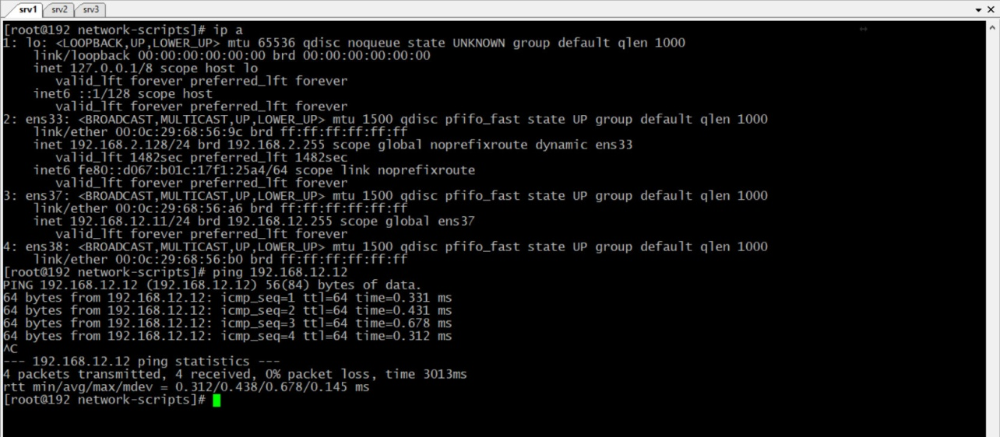 srv1 srv2 srv3
[root@192 network-scripts]# ip a
1: lo: <LOOPBACK,UP,LOWER_UP> mtu 65536 qdisc noqueue state UNKNOWN group default qlen 1000
    link/loopback 00:00:00:00:00:00 brd 00:00:00:00:00:00
    inet 127.0.0.1/8 scope host lo
       valid_lft forever preferred_lft forever
    inet6 ::1/128 scope host
       valid_lft forever preferred_lft forever
2: ens33: <BROADCAST,MULTICAST,UP,LOWER_UP> mtu 1500 qdisc pfifo_fast state UP group default qlen 1000
    link/ether 00:0c:29:68:56:9c brd ff:ff:ff:ff:ff:ff
    inet 192.168.2.128/24 brd 192.168.2.255 scope global noprefixroute dynamic ens33
       valid_lft 1482sec preferred_lft 1482sec
    inet6 fe80::d067:b01c:17f1:25a4/64 scope link noprefixroute
       valid_lft forever preferred_lft forever
3: ens37: <BROADCAST,MULTICAST,UP,LOWER_UP> mtu 1500 qdisc pfifo_fast state UP group default qlen 1000
    link/ether 00:0c:29:68:56:a6 brd ff:ff:ff:ff:ff:ff
    inet 192.168.12.11/24 brd 192.168.12.255 scope global ens37
       valid_lft forever preferred_lft forever
4: ens38: <BROADCAST,MULTICAST,UP,LOWER_UP> mtu 1500 qdisc pfifo_fast state UP group default qlen 1000
    link/ether 00:0c:29:68:56:b0 brd ff:ff:ff:ff:ff:ff
[root@192 network-scripts]# ping 192.168.12.12
PING 192.168.12.12 (192.168.12.12) 56(84) bytes of data.
64 bytes from 192.168.12.12: icmp_seq=1 ttl=64 time=0.331 ms
64 bytes from 192.168.12.12: icmp_seq=2 ttl=64 time=0.431 ms
64 bytes from 192.168.12.12: icmp_seq=3 ttl=64 time=0.678 ms
64 bytes from 192.168.12.12: icmp_seq=4 ttl=64 time=0.312 ms
^C
--- 192.168.12.12 ping statistics ---
4 packets transmitted, 4 received, 0% packet loss, time 3013ms
rtt min/avg/max/mdev = 0.312/0.438/0.678/0.145 ms
[root@192 network-scripts]#